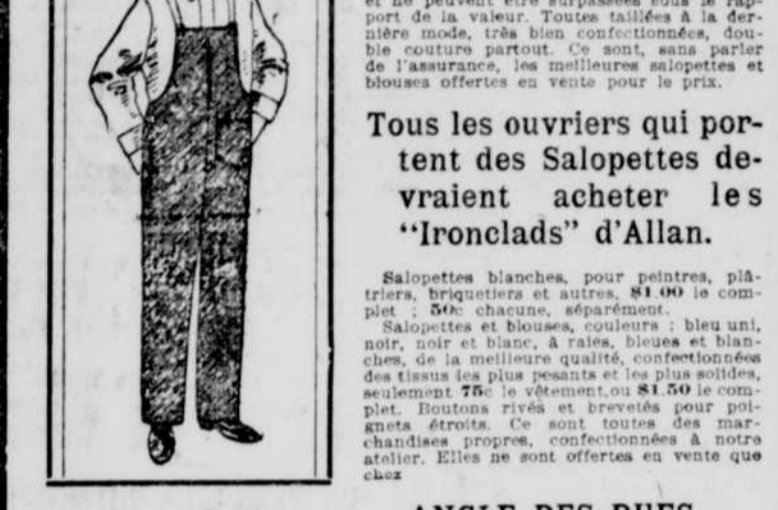 et ne peuvent être surpassées sous le rap-
port de la valeur. Toutes taillées à la der-
nière mode, très bien confectionnées, dou-
ble couture partout. Ce sont, sans parler
de l'assurance, les meilleures salopettes et
blouses offertes en vente pour le prix.
Tous les ouvriers qui por-
tent des Salopettes de-
vraient acheter les
“Ironclads” d'Allan.
Salopettes blanches, pour peintres, plâ-
triers, briquetiers et autres, $1.00 le com-
plet ; 50c chacune, séparément.
Salopettes et blouses, couleurs : bleu uni,
noir, noir et blanc, à raies, bleues et blan-
ches, de la meilleure qualité, confectionnées
des tissus les plus pesants et les plus solides,
seulement 75c le vêtement, ou $1.50 le com-
plet. Boutons rivés et brevetés pour poi-
gnets étroits. Ce sont toutes des mar-
chandises propres, confectionnées à notre
atelier. Elles ne sont offertes en vente que
chez
ANGLE DES RUES